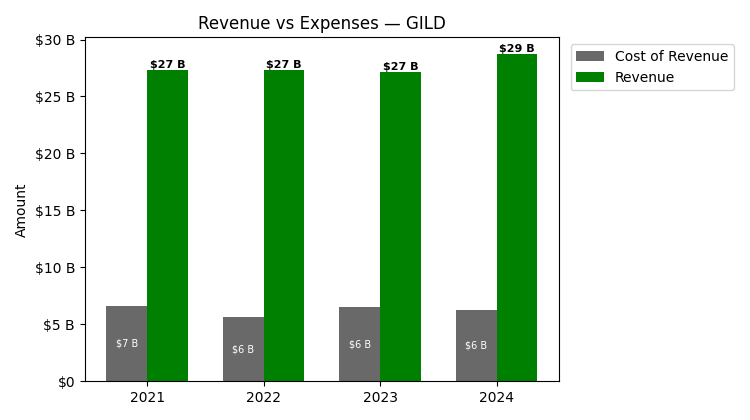 Revenue vs Expenses — GILD
Cost of Revenue
Revenue
Amount
$30 B
$25 B
$20 B
$15 B
$10 B
$5 B
$0
$27 B
$27 B
$27 B
$29 B
$7 B
$6 B
$6 B
$6 B
2021
2022
2023
2024